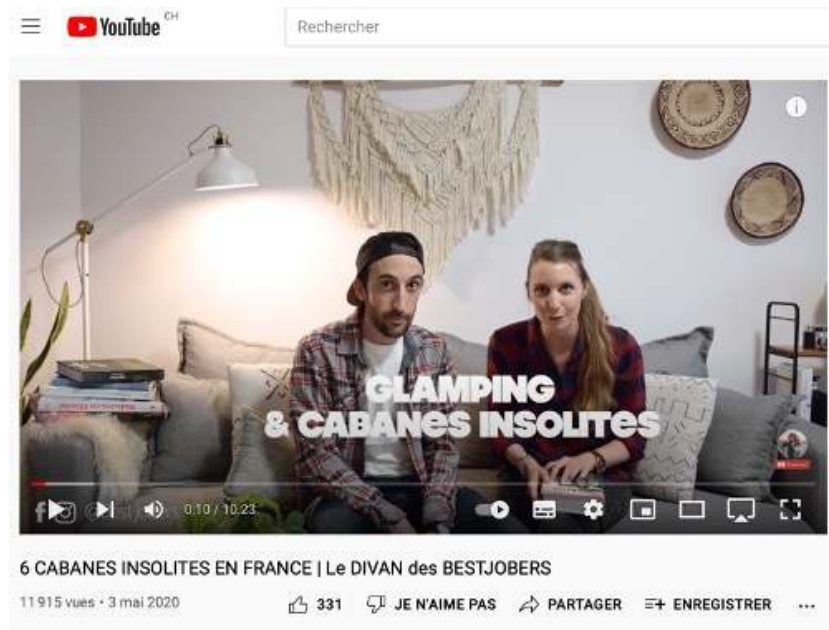 YouTube CH
Rechercher
GLAMPING
& CABANES INSOLITES
0:10 / 10:23
6 CABANES INSOLITES EN FRANCE | Le DIVAN des BESTJOBERS
11 915 vues • 3 mai 2020
331 JE N'AIME PAS PARTAGER ENREGISTRER ...